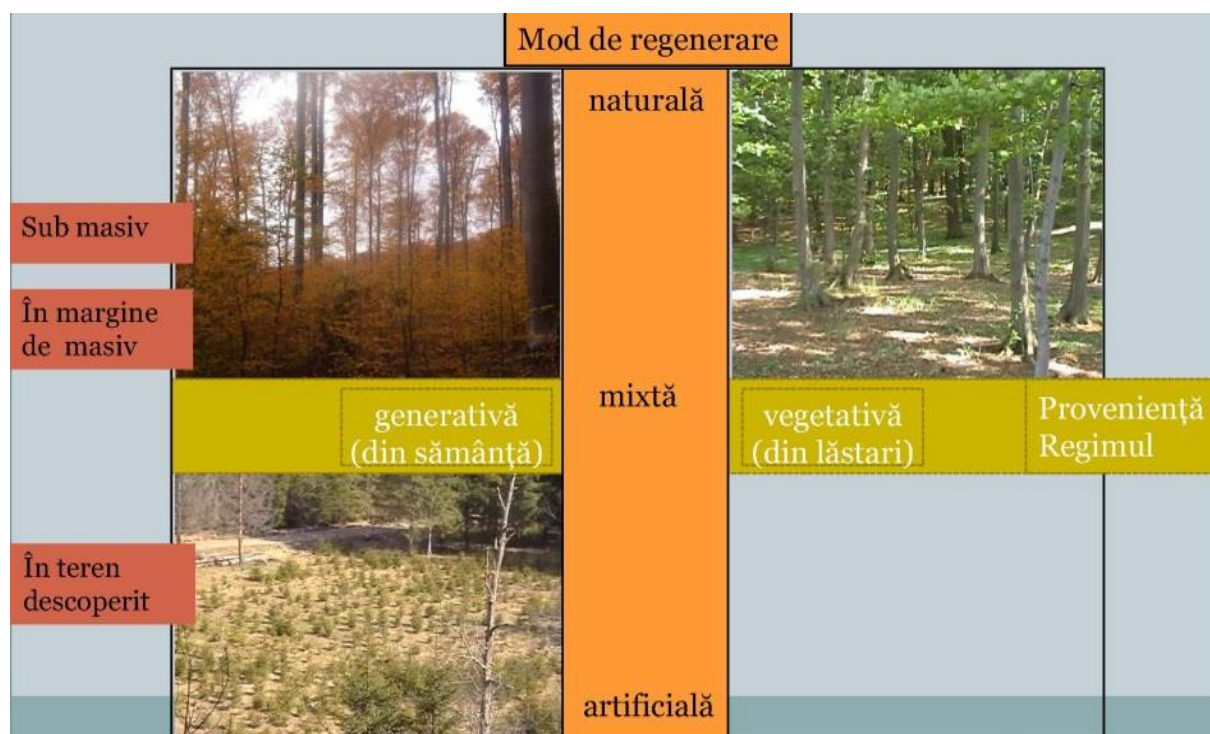 Mod de regenerare
naturală
Sub masiv
În margine
de masiv
mixtă
generativă
(din sămânță)
vegetativă
(din lăstari)
Proveniență
Regimul
În teren
descoperit
artificială